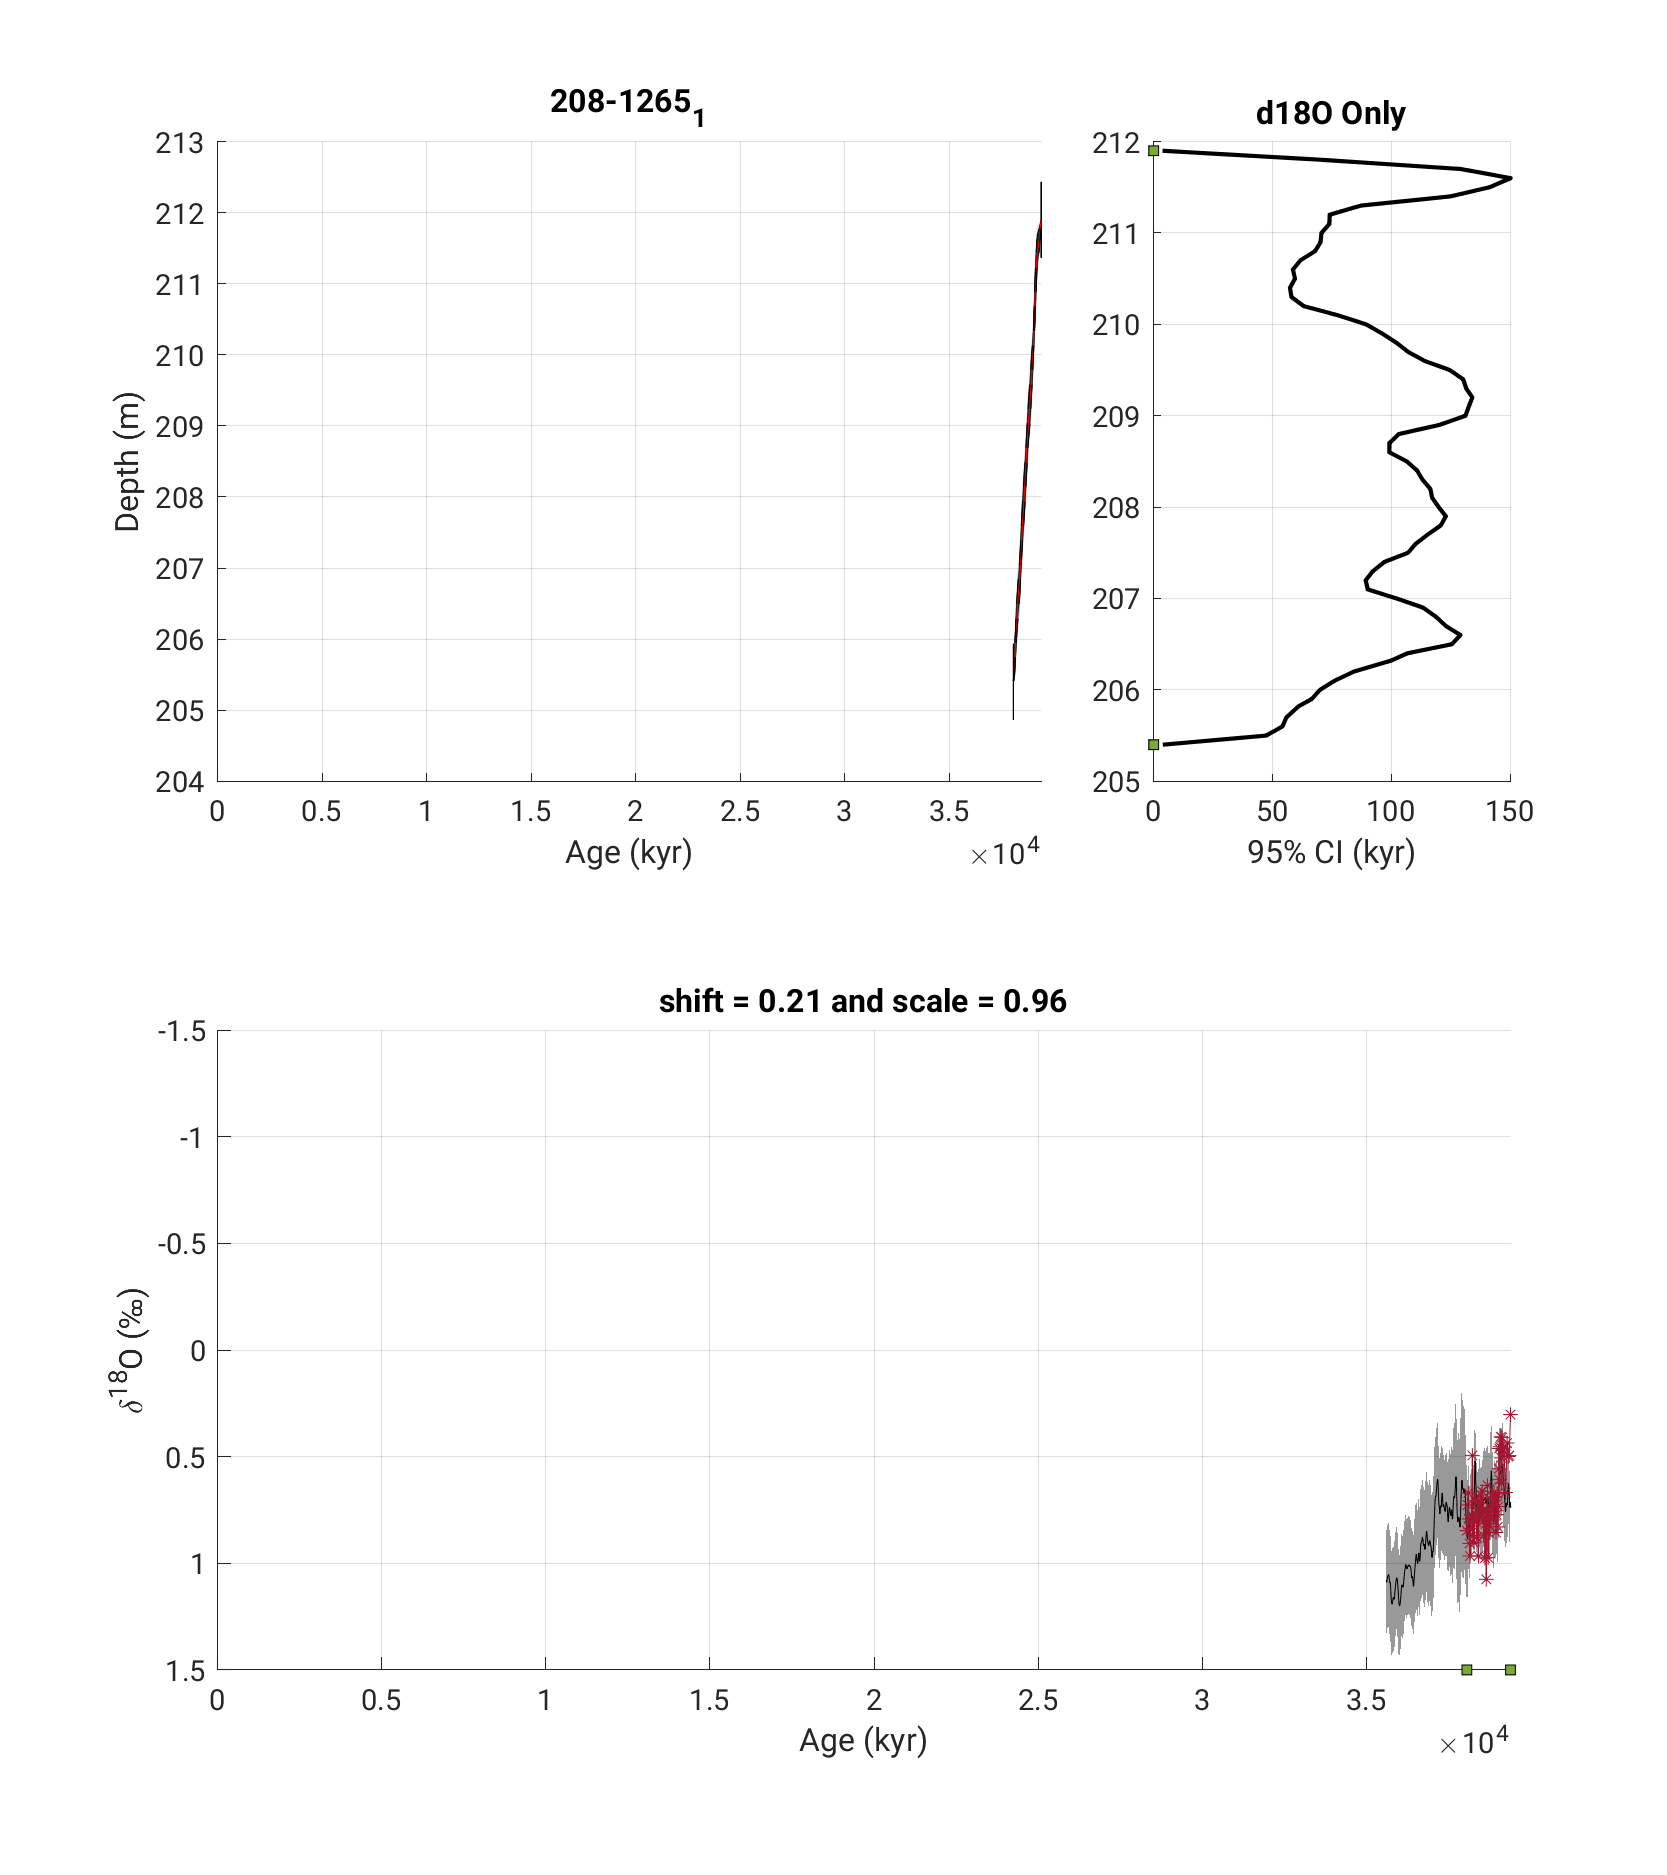 208-1265₁
213
212
211
210
209
208
207
206
205
204
Depth (m)
0 0.5 1 1.5 2 2.5 3 3.5
Age (kyr)
×10⁴
d18O Only
212
211
210
209
208
207
206
205
0 50 100 150
95% CI (kyr)
shift = 0.21 and scale = 0.96
-1.5
-1
-0.5
0
0.5
1
1.5
δ¹⁸O (‰)
0 0.5 1 1.5 2 2.5 3 3.5
Age (kyr)
×10⁴